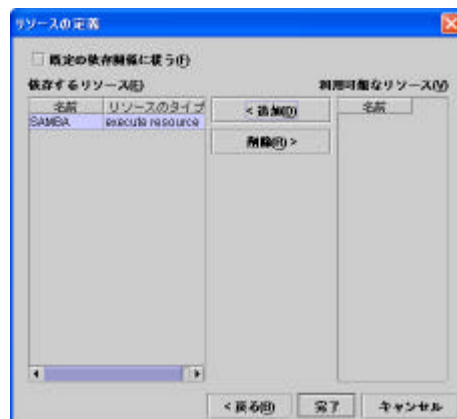 リソースの定義
既定の依存関係に従う(F)
依存するリソース(E) 利用可能なリソース(V)
名前 リソースのタイプ < 追加(D) 名前
SAMBA execute resource
削除(R) >
< 戻る(B) 完了 キャンセル